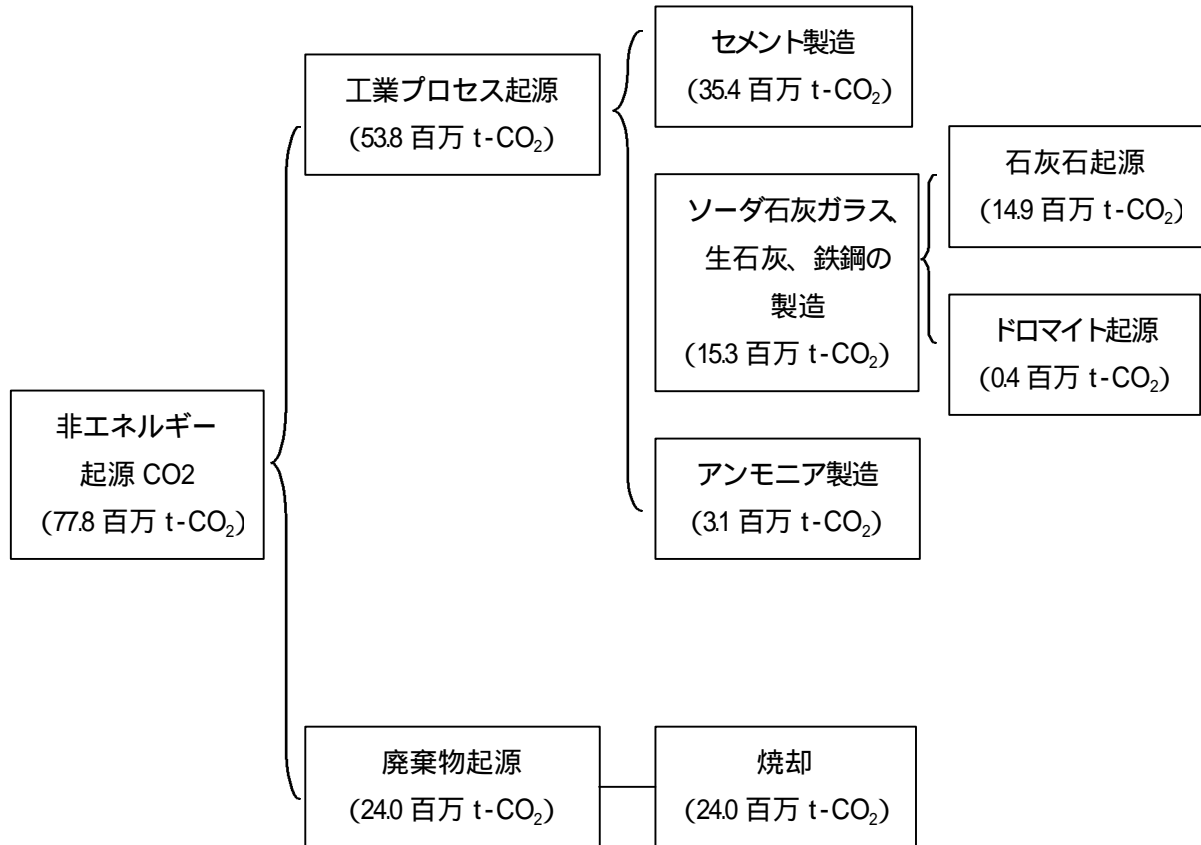 非エネルギー
起源 CO2
(77.8 百万 t-CO₂)
工業プロセス起源
(53.8 百万 t-CO₂)
セメント製造
(35.4 百万 t-CO₂)
ソーダ石灰ガラス、
生石灰、鉄鋼の
製造
(15.3 百万 t-CO₂)
石灰石起源
(14.9 百万 t-CO₂)
ドロマイト起源
(0.4 百万 t-CO₂)
アンモニア製造
(3.1 百万 t-CO₂)
廃棄物起源
(24.0 百万 t-CO₂)
焼却
(24.0 百万 t-CO₂)